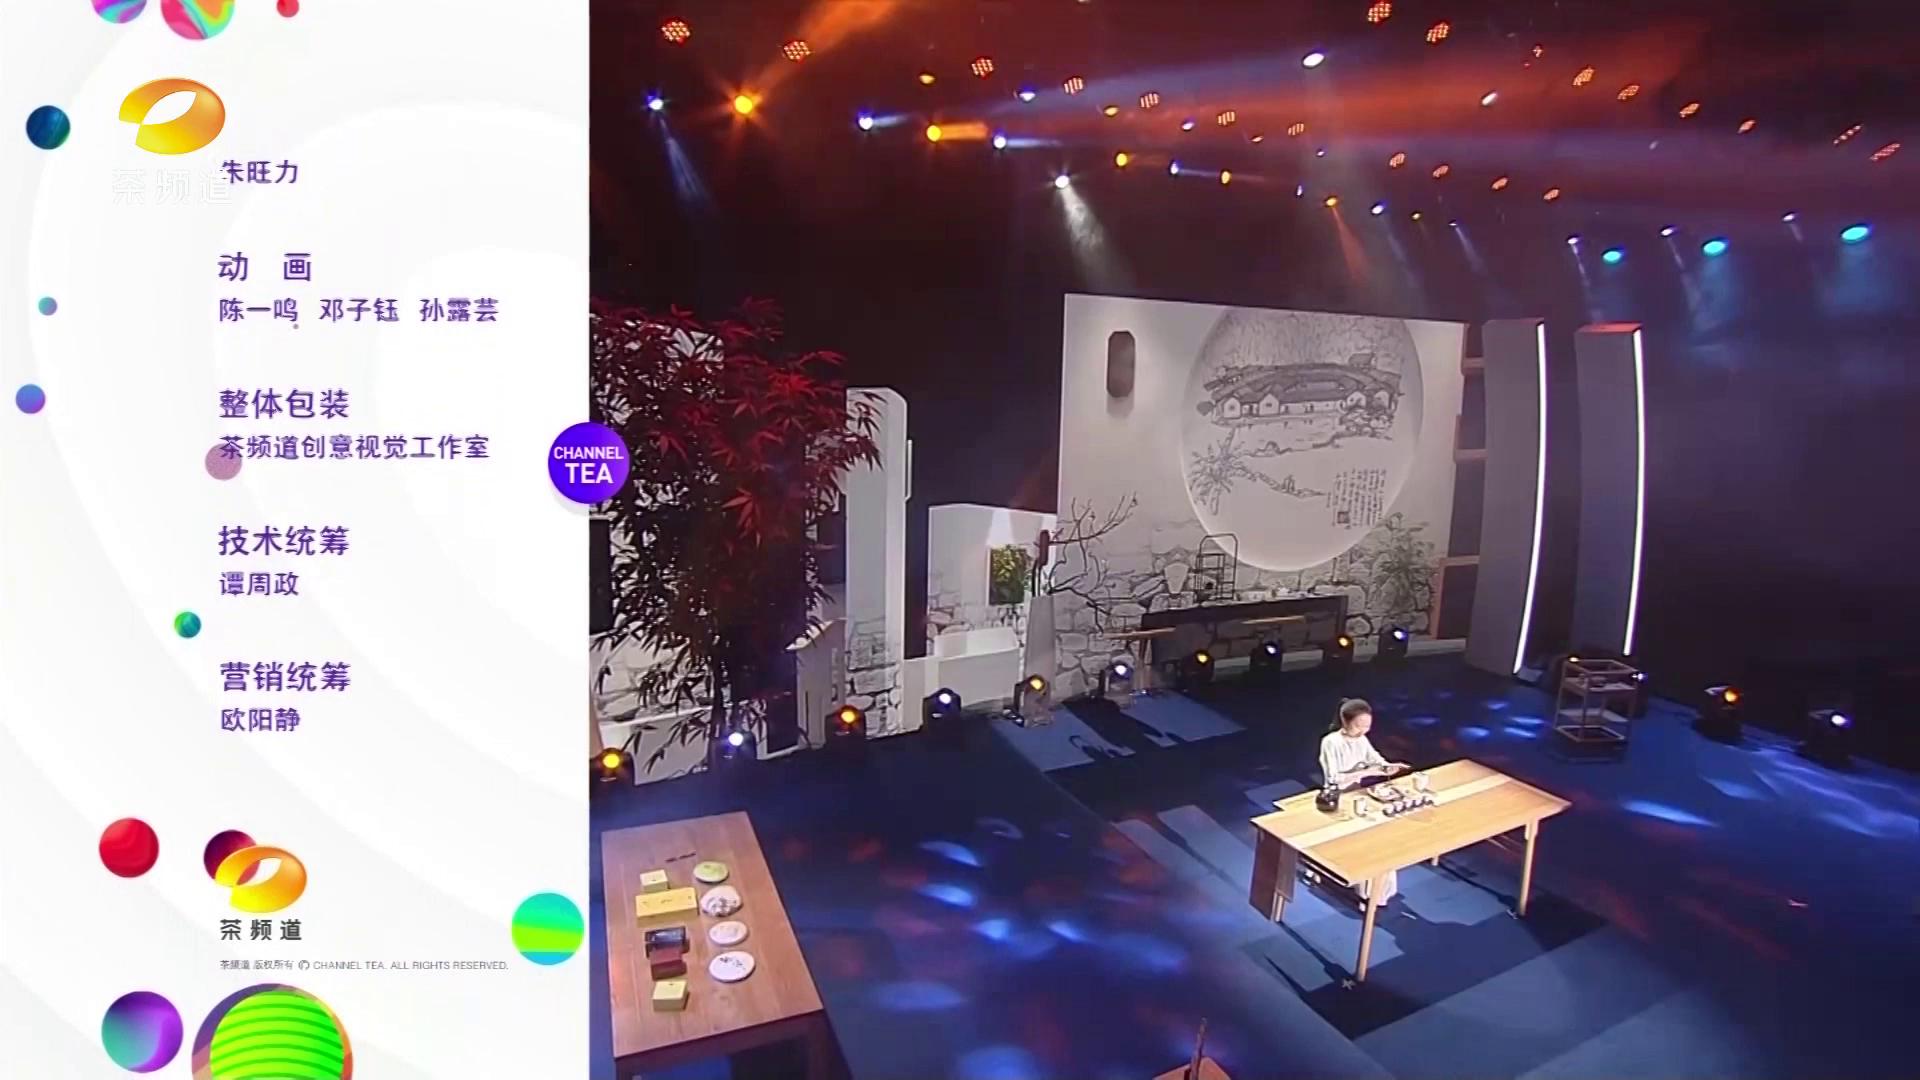 茶频道
朱旺力
动 画
陈一鸣 邓子钰 孙露芸
整体包装
茶频道创意视觉工作室
CHANNEL
TEA
技术统筹
谭周政
营销统筹
欧阳静
茶频道
茶频道 版权所有 © CHANNEL TEA. ALL RIGHTS RESERVED.